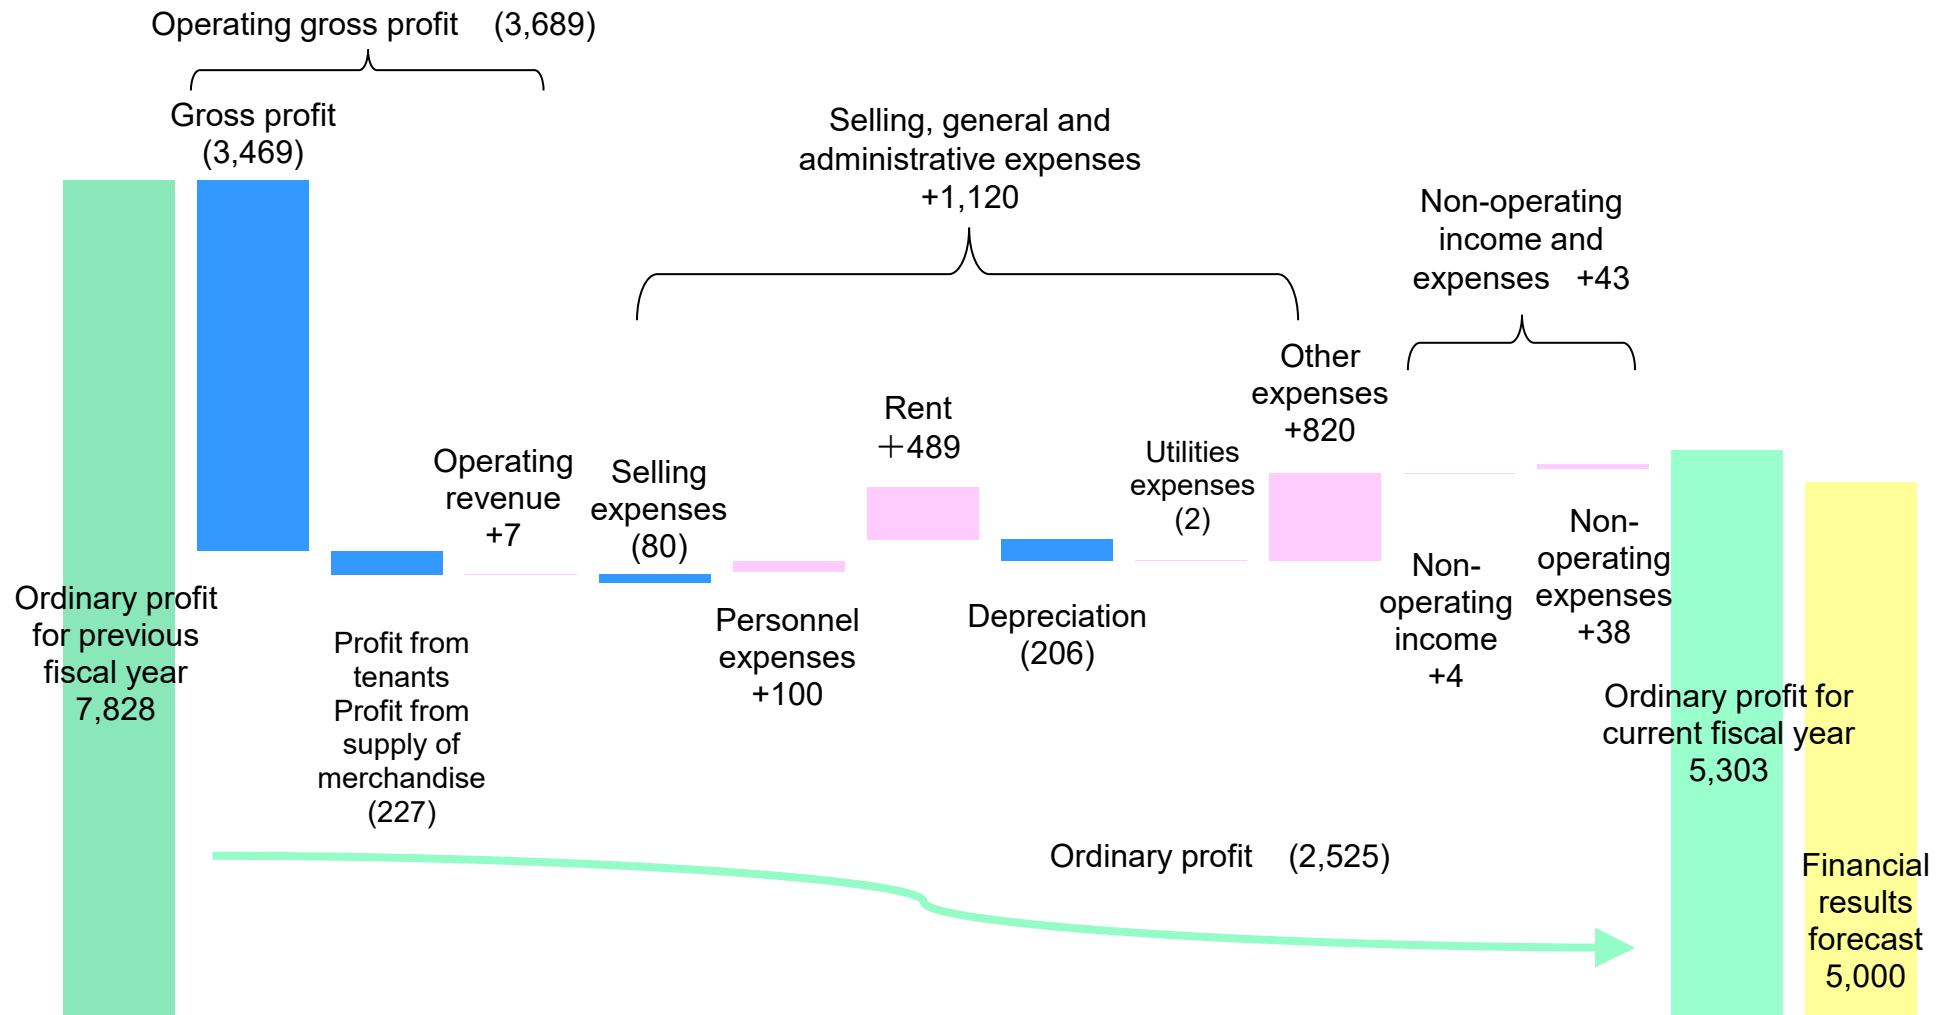 Operating gross profit (3,689)
Gross profit
(3,469)
Selling, general and
administrative expenses
+1,120
Non-operating
income and
expenses +43
Ordinary profit
for previous
fiscal year
7,828
Profit from
tenants
Profit from
supply of
merchandise
(227)
Operating
revenue
+7
Selling
expenses
(80)
Personnel
expenses
+100
Rent
＋489
Depreciation
(206)
Utilities
expenses
(2)
Other
expenses
+820
Non-
operating
income
+4
Non-
operating
expenses
+38
Ordinary profit for
current fiscal year
5,303
Ordinary profit (2,525)
Financial
results
forecast
5,000